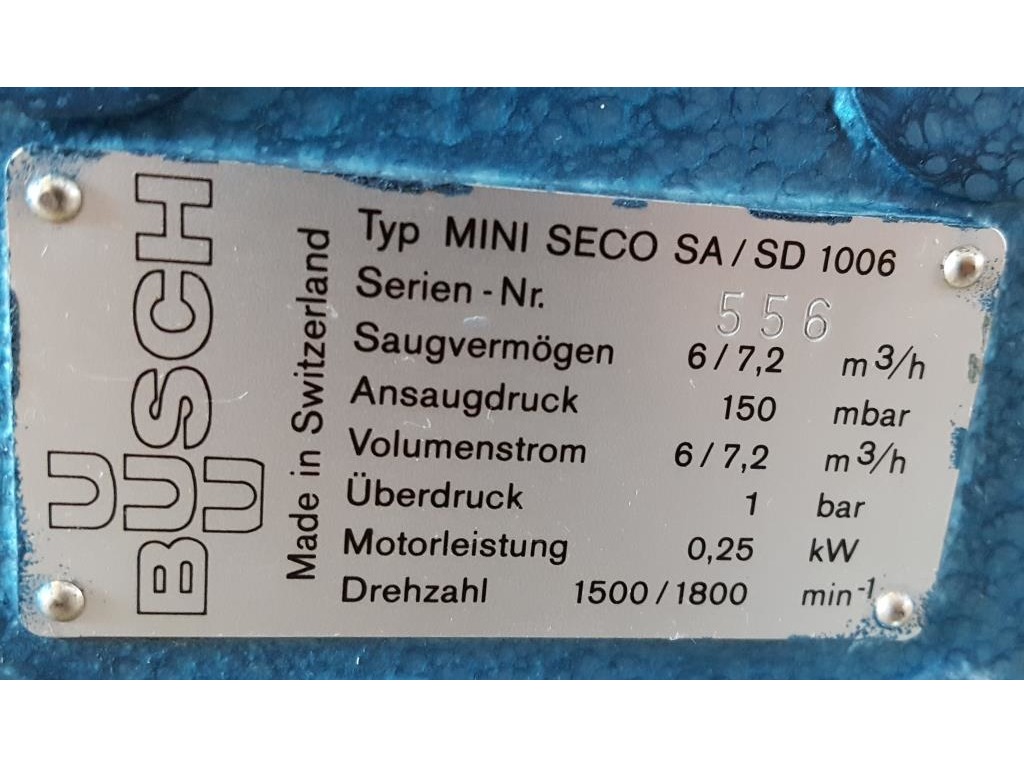 U
BUSCH
U
Made in Switzerland
Typ MINI SECO SA/SD 1006
Serien-Nr. 556
Saugvermögen 6/7,2 m³/h
Ansaugdruck 150 mbar
Volumenstrom 6/7,2 m³/h
Überdruck 1 bar
Motorleistung 0,25 kW
Drehzahl 1500/1800 min⁻¹